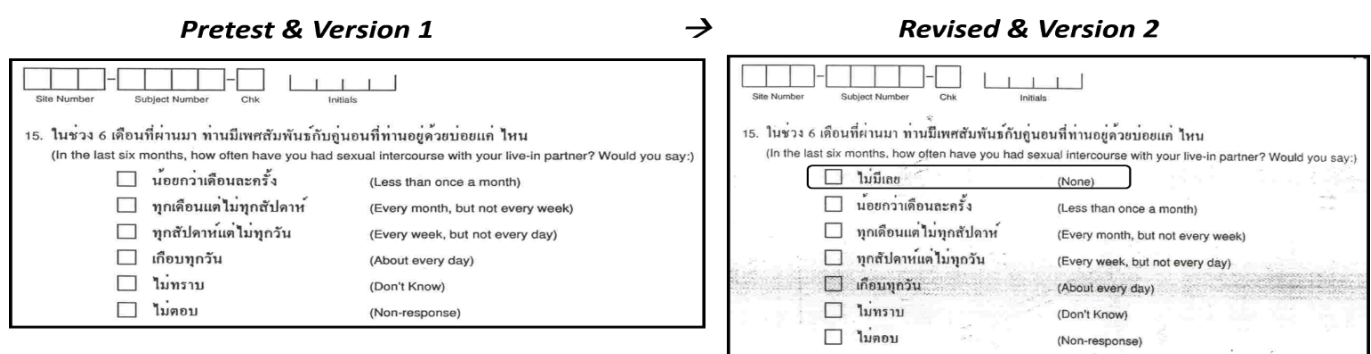 Pretest & Version 1 → Revised & Version 2
Site Number Subject Number Chk Initials
15. ในช่วง 6 เดือนที่ผ่านมา ท่านมีเพศสัมพันธ์กับคู่นอนที่ท่านอยู่ด้วยบ่อยแค่ ไหน
(In the last six months, how often have you had sexual intercourse with your live-in partner? Would you say:)
น้อยกว่าเดือนละครั้ง (Less than once a month)
ทุกเดือนแต่ไม่ทุกสัปดาห์ (Every month, but not every week)
ทุกสัปดาห์แต่ไม่ทุกวัน (Every week, but not every day)
เกือบทุกวัน (About every day)
ไม่ทราบ (Don't Know)
ไม่ตอบ (Non-response)
Site Number Subject Number Chk Initials
15. ในช่วง 6 เดือนที่ผ่านมา ท่านมีเพศสัมพันธ์กับคู่นอนที่ท่านอยู่ด้วยบ่อยแค่ ไหน
(In the last six months, how often have you had sexual intercourse with your live-in partner? Would you say:)
ไม่มีเลย (None)
น้อยกว่าเดือนละครั้ง (Less than once a month)
ทุกเดือนแต่ไม่ทุกสัปดาห์ (Every month, but not every week)
ทุกสัปดาห์แต่ไม่ทุกวัน (Every week, but not every day)
เกือบทุกวัน (About every day)
ไม่ทราบ (Don't Know)
ไม่ตอบ (Non-response)